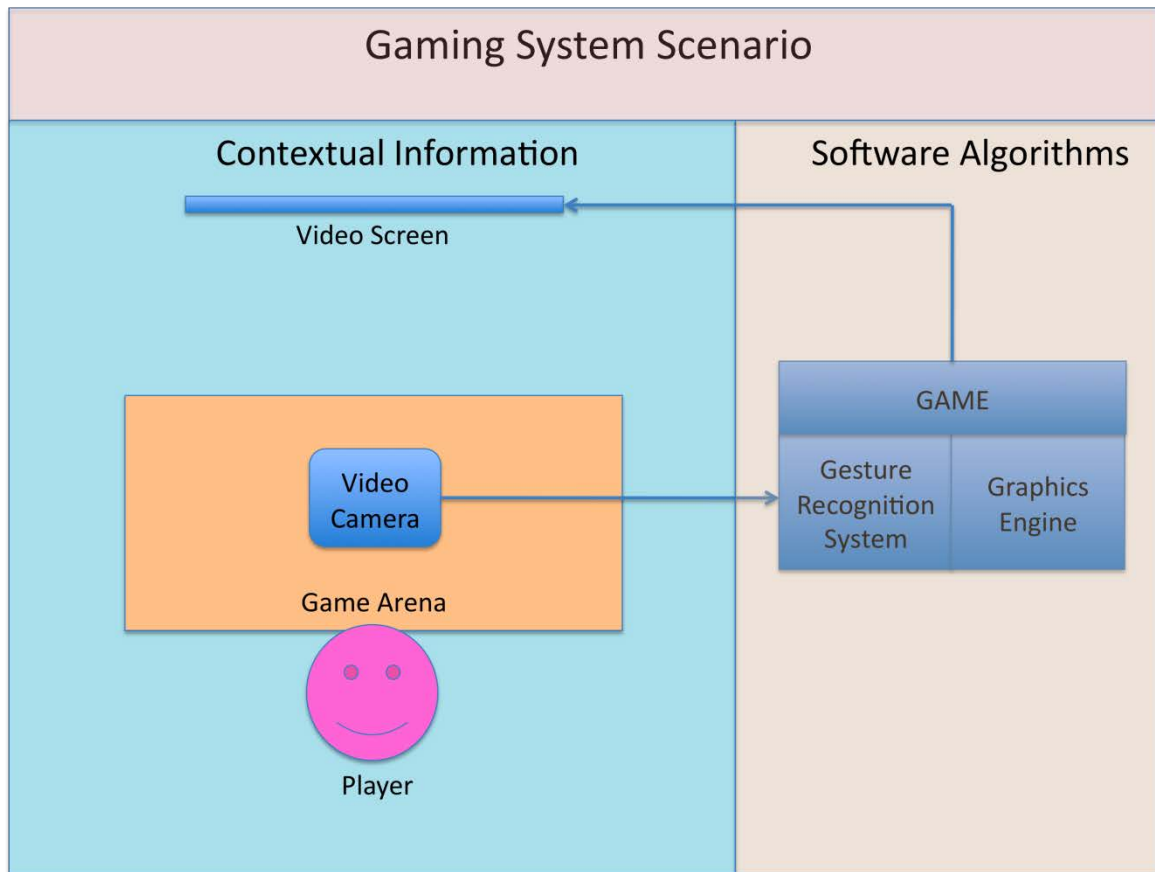 Gaming System Scenario
Contextual Information
Software Algorithms
Video Screen
GAME
Video
Camera
Gesture
Recognition
System
Graphics
Engine
Game Arena
Player